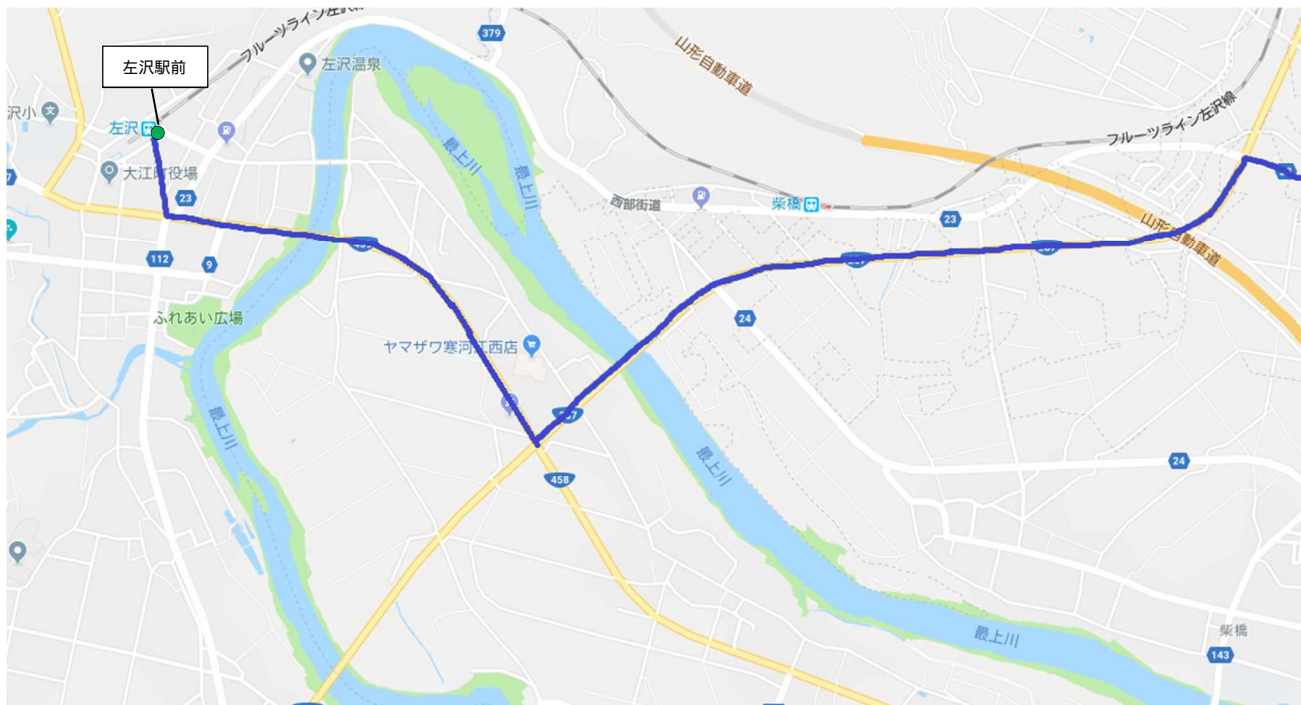 フルーツライン左沢線
379
山形自動車道
左沢駅前
左沢温泉
沢小
左沢
フルーツライン左沢線
最上川
最上川
大江町役場
7
23
西部街道
柴橋
23
山形自動車道
112
9
24
ふれあい広場
ヤマザワ寒河江西店
最上川
最上川
24
458
最上川
柴橋
143